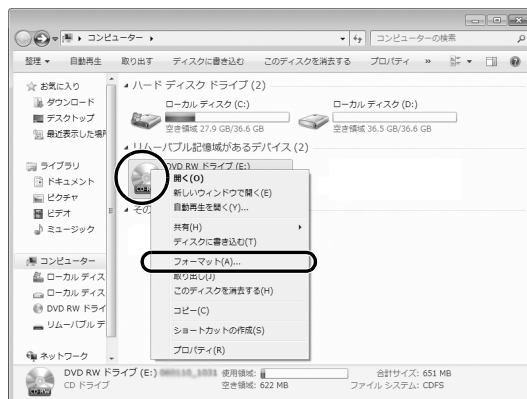 コンピューター
コンピューターの検索
整理 自動再生 取り出す ディスクに書き込む このディスクを消去する プロパティ »
お気に入り
ダウンロード
デスクトップ
最近表示した場所
ライブラリ
ドキュメント
ピクチャ
ビデオ
ミュージック
コンピューター
ローカル ディス
ローカル ディス
DVD RW ドライ
リムーバブル デ
ネットワーク
ハード ディスク ドライブ (2)
ローカル ディスク (C:)
空き領域 27.9 GB/36.6 GB
ローカル ディスク (D:)
空き領域 36.5 GB/36.6 GB
リムーバブル記憶域があるデバイス (2)
DVD RW ドライブ (E:)
CD-RW
その
開く(O)
新しいウィンドウで開く(E)
自動再生を開く(Y)...
共有(H)
ディスクに書き込む(T)
フォーマット(A)...
取り出し(J)
このディスクを消去する(H)
コピー(C)
ショートカットの作成(S)
プロパティ(R)
DVD RW ドライブ (E:) 使用領域: 合計サイズ: 651 MB
CD ドライブ 空き領域: 622 MB ファイル システム: CDFS
CD-RW